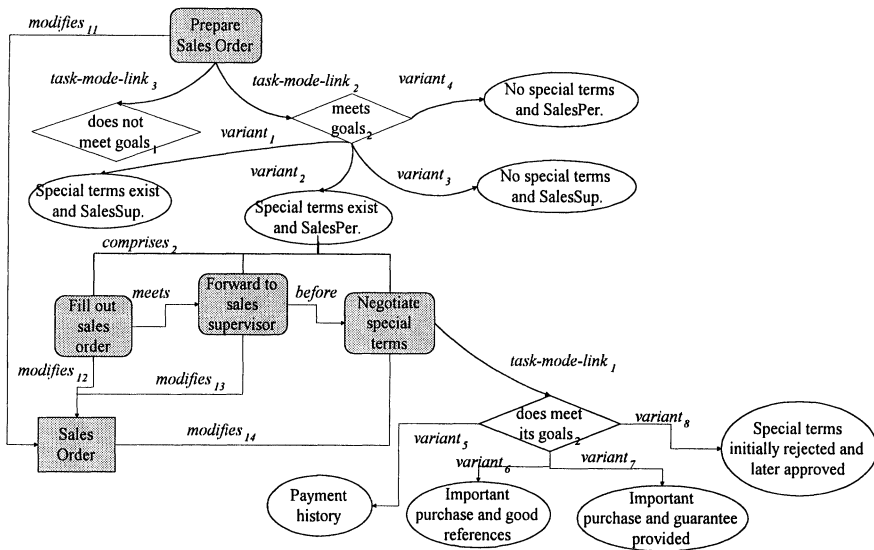 modifies 11
Prepare
Sales Order
task-mode-link 3
task-mode-link 2
variant 4
No special terms
and SalesPer.
does not
meet goals 1
meets
goals 2
variant 1
variant 2
variant 3
No special terms
and SalesSup.
Special terms exist
and SalesSup.
Special terms exist
and SalesPer.
comprises 2
Fill out
sales
order
meets
Forward to
sales
supervisor
before
Negotiate
special
terms
task-mode-link 1
modifies 12
modifies 13
Sales
Order
modifies 14
does meet
its goals 2
variant 5
variant 6
variant 7
variant 8
Special terms
initially rejected and
later approved
Payment
history
Important
purchase and good
references
Important
purchase and guarantee
provided